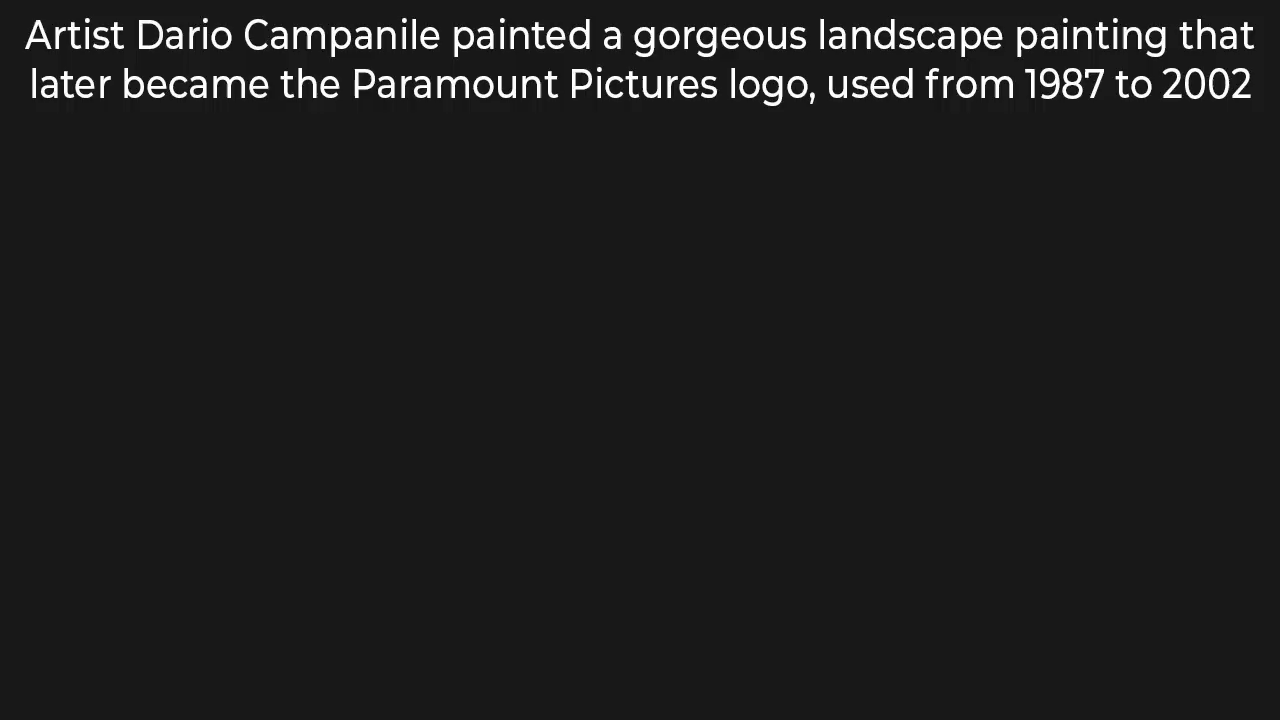 Artist Dario Campanile painted a gorgeous landscape painting that
later became the Paramount Pictures logo, used from 1987 to 2002